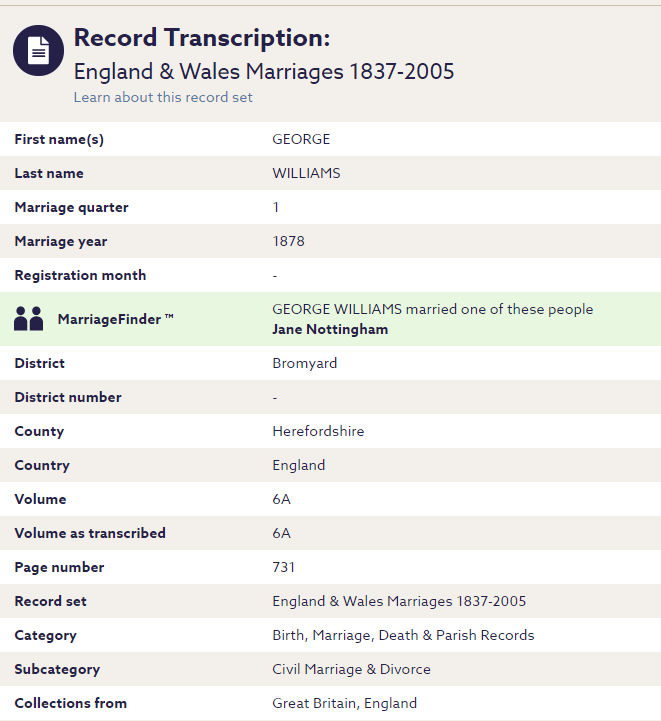 Record Transcription:
England & Wales Marriages 1837-2005
Learn about this record set
First name(s) GEORGE
Last name WILLIAMS
Marriage quarter 1
Marriage year 1878
Registration month -
MarriageFinder ™ GEORGE WILLIAMS married one of these people
Jane Nottingham
District Bromyard
District number -
County Herefordshire
Country England
Volume 6A
Volume as transcribed 6A
Page number 731
Record set England & Wales Marriages 1837-2005
Category Birth, Marriage, Death & Parish Records
Subcategory Civil Marriage & Divorce
Collections from Great Britain, England